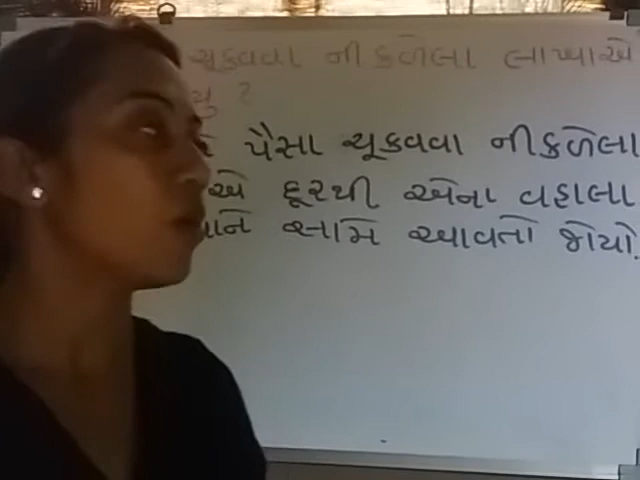 ચૂકવવા નીકળેલા લાખાએ
યુ ?
પૈસા ચૂકવવા નીકળેલા
એ દૂરથી એના વહાલા
ાને સામે આવતો જોયો.